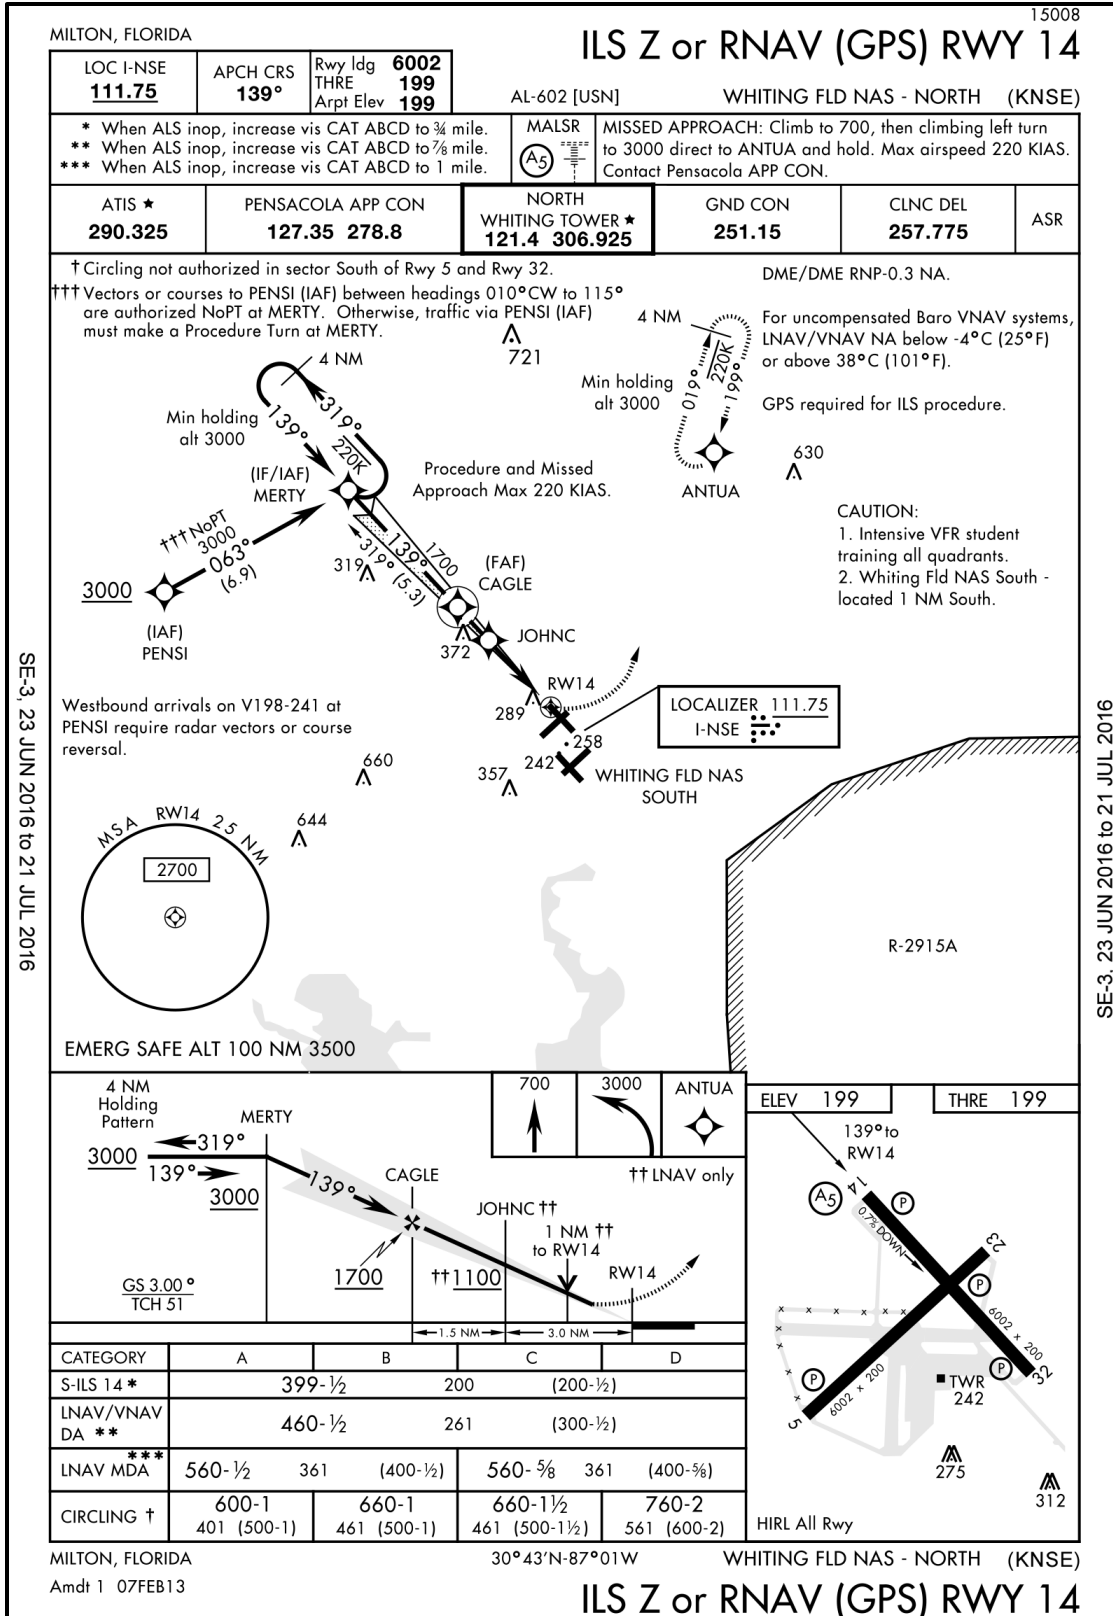 15008
MILTON, FLORIDA
ILS Z or RNAV (GPS) RWY 14
LOC I-NSE
111.75
APCH CRS
139°
Rwy ldg 6002
THRE 199
Arpt Elev 199
AL-602 [USN]
WHITING FLD NAS - NORTH (KNSE)
* When ALS inop, increase vis CAT ABCD to ¾ mile.
** When ALS inop, increase vis CAT ABCD to ⅞ mile.
*** When ALS inop, increase vis CAT ABCD to 1 mile.
MALSR
A5
MISSED APPROACH: Climb to 700, then climbing left turn
to 3000 direct to ANTUA and hold. Max airspeed 220 KIAS.
Contact Pensacola APP CON.
ATIS ★
290.325
PENSACOLA APP CON
127.35 278.8
NORTH
WHITING TOWER ★
121.4 306.925
GND CON
251.15
CLNC DEL
257.775
ASR
† Circling not authorized in sector South of Rwy 5 and Rwy 32.
††† Vectors or courses to PENSI (IAF) between headings 010° CW to 115°
are authorized NoPT at MERTY. Otherwise, traffic via PENSI (IAF)
must make a Procedure Turn at MERTY.
DME/DME RNP-0.3 NA.
For uncompensated Baro VNAV systems,
LNAV/VNAV NA below -4°C (25°F)
or above 38°C (101°F).
GPS required for ILS procedure.
721
4 NM
Min holding
alt 3000
019°
220K
199°
ANTUA
630
4 NM
Min holding
alt 3000
139°
319°
220K
(IF/IAF)
MERTY
Procedure and Missed
Approach Max 220 KIAS.
CAUTION:
1. Intensive VFR student
training all quadrants.
2. Whiting Fld NAS South -
located 1 NM South.
††† NoPT
3000
063°
(6.9)
3000
(IAF)
PENSI
319
139°
1700
319° (5.3)
(FAF)
CAGLE
372
JOHNC
RW14
289
LOCALIZER 111.75
I-NSE
258
242
WHITING FLD NAS
SOUTH
357
Westbound arrivals on V198-241 at
PENSI require radar vectors or course
reversal.
660
644
MSA RW14 25 NM
2700
R-2915A
EMERG SAFE ALT 100 NM 3500
SE-3, 23 JUN 2016 to 21 JUL 2016
SE-3, 23 JUN 2016 to 21 JUL 2016
4 NM
Holding
Pattern
MERTY
3000
319°
139°
3000
139°
CAGLE
1700
JOHNC ††
††1100
1 NM ††
to RW14
RW14
GS 3.00°
TCH 51
1.5 NM
3.0 NM
700
3000
ANTUA
†† LNAV only
ELEV 199
THRE 199
139° to
RW14
A5
14
P
0.7% DOWN
23
P
6002 x 200
P
32
P
6002 x 200
5
TWR
242
275
312
HIRL All Rwy
CATEGORY A B C D
S-ILS 14 * 399-½ 200 (200-½)
LNAV/VNAV
DA ** 460-½ 261 (300-½)
LNAV MDA *** 560-½ 361 (400-½) 560-⅝ 361 (400-⅝)
CIRCLING † 600-1 660-1 660-1½ 760-2
401 (500-1) 461 (500-1) 461 (500-1½) 561 (600-2)
MILTON, FLORIDA
Amdt 1 07FEB13
30°43'N-87°01W
WHITING FLD NAS - NORTH (KNSE)
ILS Z or RNAV (GPS) RWY 14